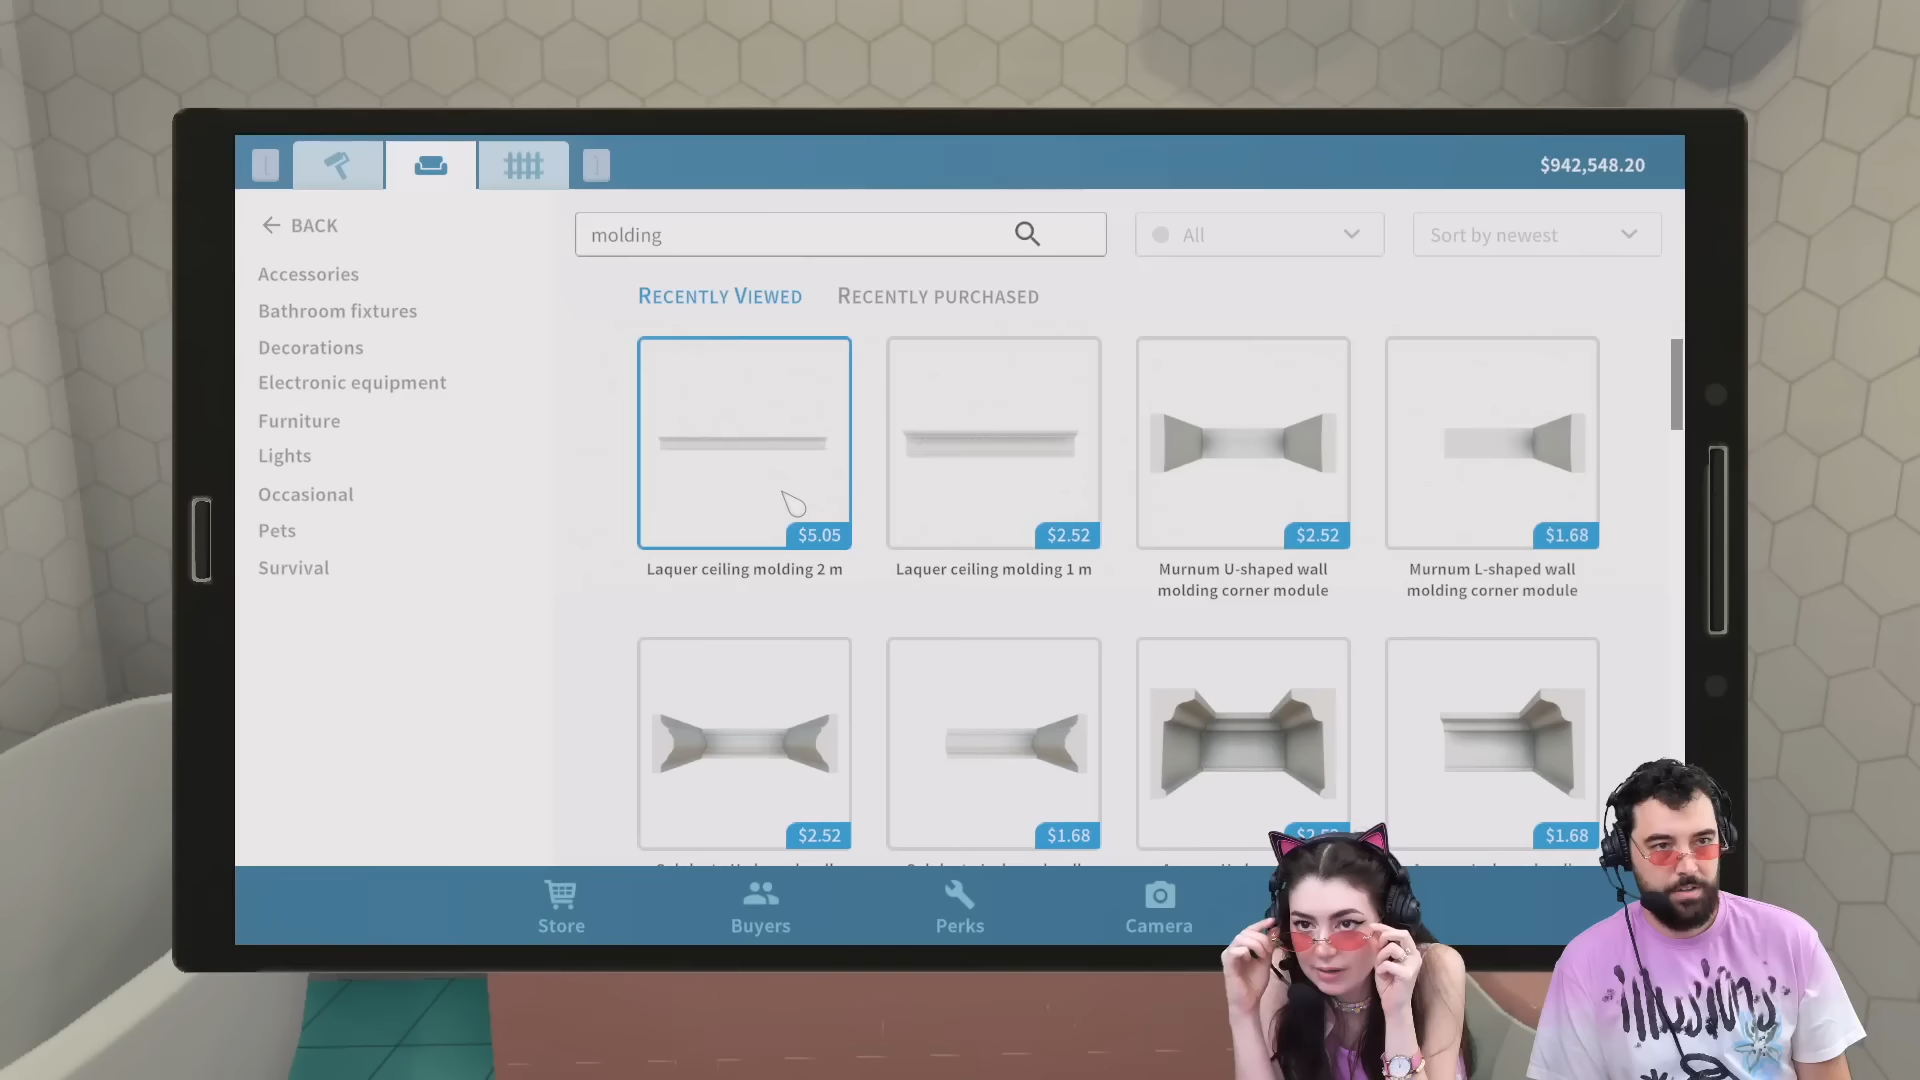 $942,548.20
BACK
molding
All
Sort by newest
Accessories
Bathroom fixtures
Decorations
Electronic equipment
Furniture
Lights
Occasional
Pets
Survival
RECENTLY VIEWED
RECENTLY PURCHASED
$5.05
$2.52
$2.52
$1.68
Laquer ceiling molding 2 m
Laquer ceiling molding 1 m
Murnum U-shaped wall
molding corner module
Murnum L-shaped wall
molding corner module
$2.52
$1.68
$1.68
Store
Buyers
Perks
Camera
illusions